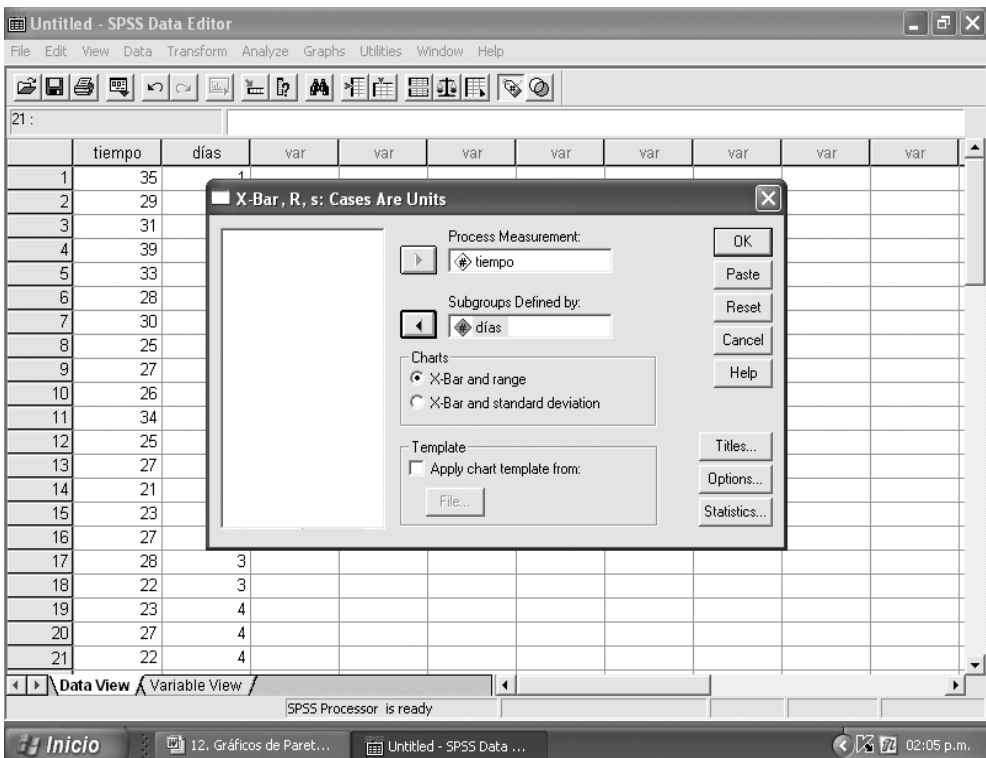 Untitled - SPSS Data Editor
File Edit View Data Transform Analyze Graphs Utilities Window Help
21 :
tiempo días var var var var var var var var
1 35 1
2 29
3 31
4 39
5 33
6 28
7 30
8 25
9 27
10 26
11 34
12 25
13 27
14 21
15 23
16 27
17 28 3
18 22 3
19 23 4
20 27 4
21 22 4
X-Bar, R, s: Cases Are Units
Process Measurement:
tiempo
Subgroups Defined by:
días
Charts
X-Bar and range
X-Bar and standard deviation
Template
Apply chart template from:
File...
OK
Paste
Reset
Cancel
Help
Titles...
Options...
Statistics...
Data View Variable View
SPSS Processor is ready
Inicio 12. Gráficos de Paret... Untitled - SPSS Data ... 02:05 p.m.